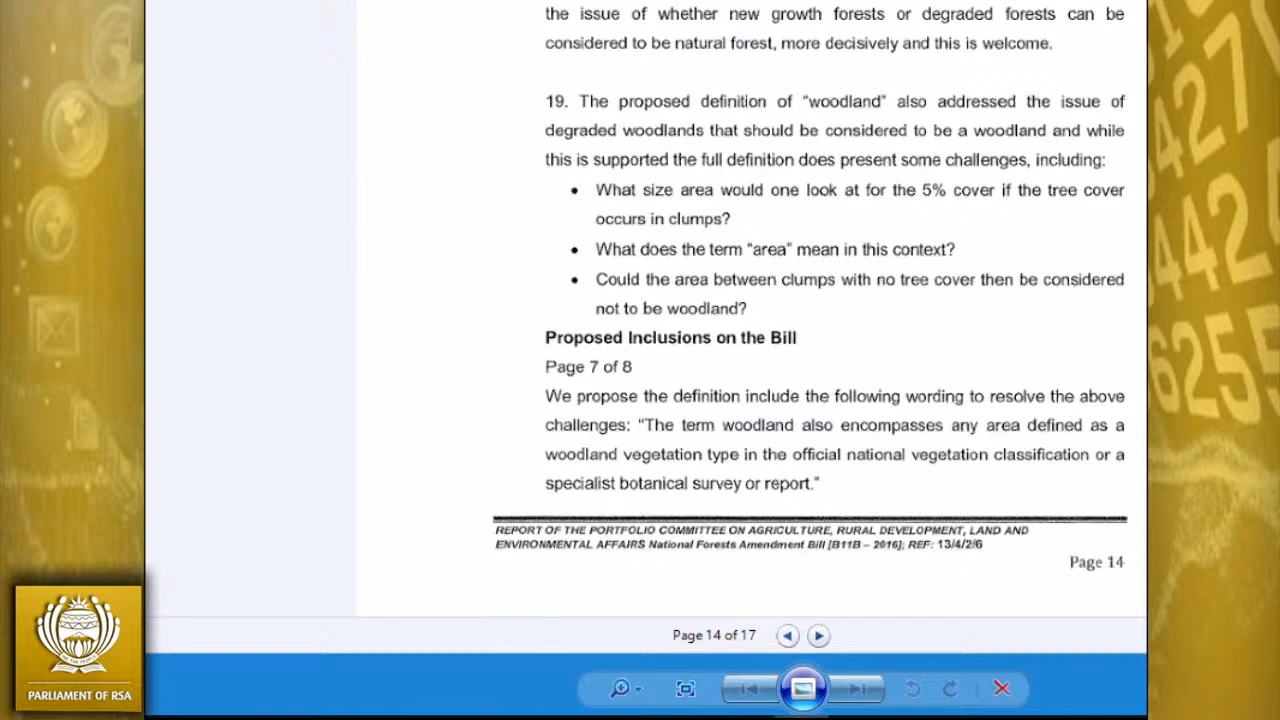 the issue of whether new growth forests or degraded forests can be
considered to be natural forest, more decisively and this is welcome.
19. The proposed definition of "woodland" also addressed the issue of
degraded woodlands that should be considered to be a woodland and while
this is supported the full definition does present some challenges, including:
• What size area would one look at for the 5% cover if the tree cover
occurs in clumps?
• What does the term "area" mean in this context?
• Could the area between clumps with no tree cover then be considered
not to be woodland?
Proposed Inclusions on the Bill
Page 7 of 8
We propose the definition include the following wording to resolve the above
challenges: "The term woodland also encompasses any area defined as a
woodland vegetation type in the official national vegetation classification or a
specialist botanical survey or report."
REPORT OF THE PORTFOLIO COMMITTEE ON AGRICULTURE, RURAL DEVELOPMENT, LAND AND
ENVIRONMENTAL AFFAIRS National Forests Amendment Bill [B11B – 2016]; REF: 13/4/2/6
Page 14
Page 14 of 17
PARLIAMENT OF RSA